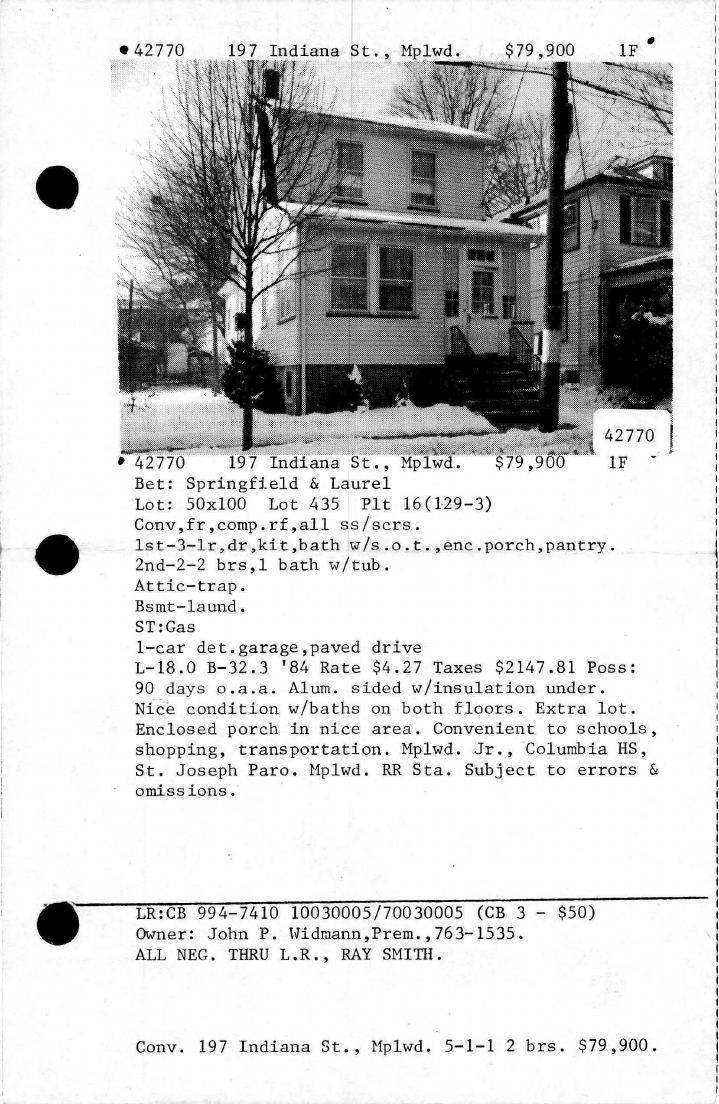 42770 197 Indiana St., Mplwd. $79,900 1F
42770
42770 197 Indiana St., Mplwd. $79,900 1F
Bet: Springfield & Laurel
Lot: 50x100 Lot 435 Plt 16(129-3)
Conv,fr,comp.rf,all ss/scrs.
1st-3-lr,dr,kit,bath w/s.o.t.,enc.porch,pantry.
2nd-2-2 brs,1 bath w/tub.
Attic-trap.
Bsmt-laund.
ST:Gas
1-car det.garage,paved drive
L-18.0 B-32.3 '84 Rate $4.27 Taxes $2147.81 Poss:
90 days o.a.a. Alum. sided w/insulation under.
Nice condition w/baths on both floors. Extra lot.
Enclosed porch in nice area. Convenient to schools,
shopping, transportation. Mplwd. Jr., Columbia HS,
St. Joseph Paro. Mplwd. RR Sta. Subject to errors &
omissions.
LR:CB 994-7410 10030005/70030005 (CB 3 - $50)
Owner: John P. Widmann,Prem.,763-1535.
ALL NEG. THRU L.R., RAY SMITH.
Conv. 197 Indiana St., Mplwd. 5-1-1 2 brs. $79,900.